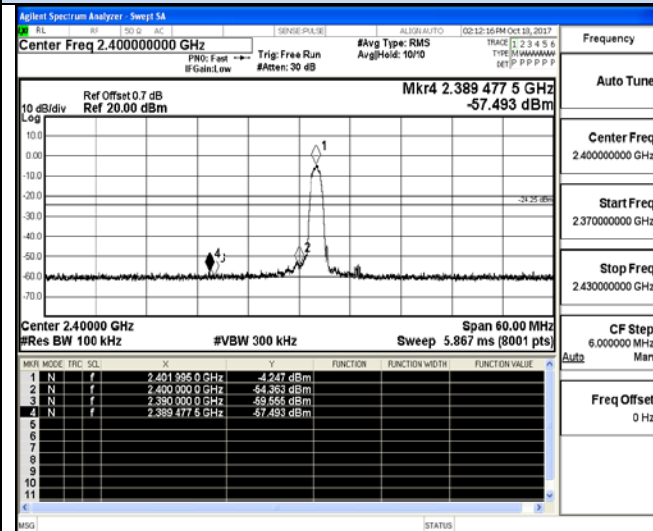 Agilent Spectrum Analyzer - Swept SA
RL RF 50 Ω AC SENSE:PULSE ALIGN AUTO 02:12:16 PM Oct 18, 2017
Center Freq 2.400000000 GHz
PNO: Fast
IFGain:Low
Trig: Free Run
#Atten: 30 dB
#Avg Type: RMS
Avg|Hold: 10/10
TRACE 1 2 3 4 5 6
TYPE M
DET P P P P P P
Ref Offset 0.7 dB
Ref 20.00 dBm
10 dB/div
Log
Mkr4 2.389 477 5 GHz
-57.493 dBm
10.0
0.00
-10.0
-20.0
-30.0
-40.0
-50.0
-60.0
-70.0
1
2
4
-24.25 dBm
Center 2.40000 GHz Span 60.00 MHz
#Res BW 100 kHz #VBW 300 kHz Sweep 5.867 ms (8001 pts)
MKR MODE TRC SCL X Y FUNCTION FUNCTION WIDTH FUNCTION VALUE
1 N f 2.401 995 0 GHz -4.247 dBm
2 N f 2.400 000 0 GHz -54.363 dBm
3 N f 2.390 000 0 GHz -59.555 dBm
4 N f 2.389 477 5 GHz -57.493 dBm
5
6
7
8
9
10
11
MSG STATUS
Frequency
Auto Tune
Center Freq
2.400000000 GHz
Start Freq
2.370000000 GHz
Stop Freq
2.430000000 GHz
CF Step
6.000000 MHz
Auto Man
Freq Offset
0 Hz